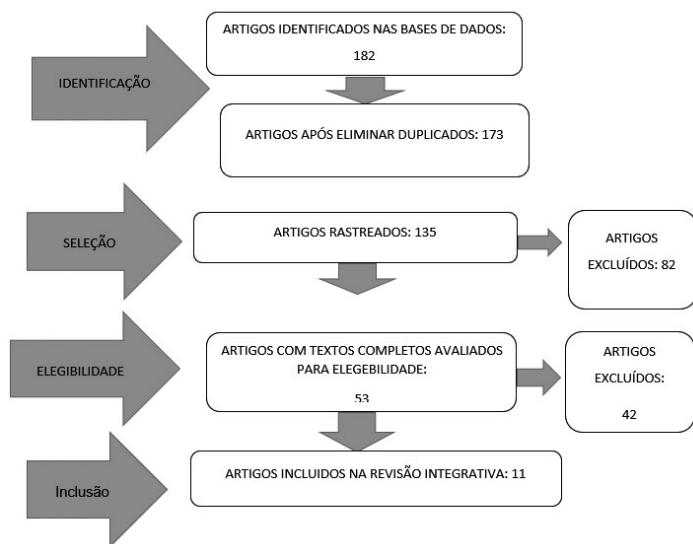 ARTIGOS IDENTIFICADOS NAS BASES DE DADOS:
182
IDENTIFICAÇÃO
ARTIGOS APÓS ELIMINAR DUPLICADOS: 173
SELEÇÃO
ARTIGOS RASTREADOS: 135
ARTIGOS
EXCLUÍDOS: 82
ELEGIBILIDADE
ARTIGOS COM TEXTOS COMPLETOS AVALIADOS
PARA ELEGEBILIDADE:
53
ARTIGOS
EXCLUÍDOS:
42
Inclusão
ARTIGOS INCLUIDOS NA REVISÃO INTEGRATIVA: 11